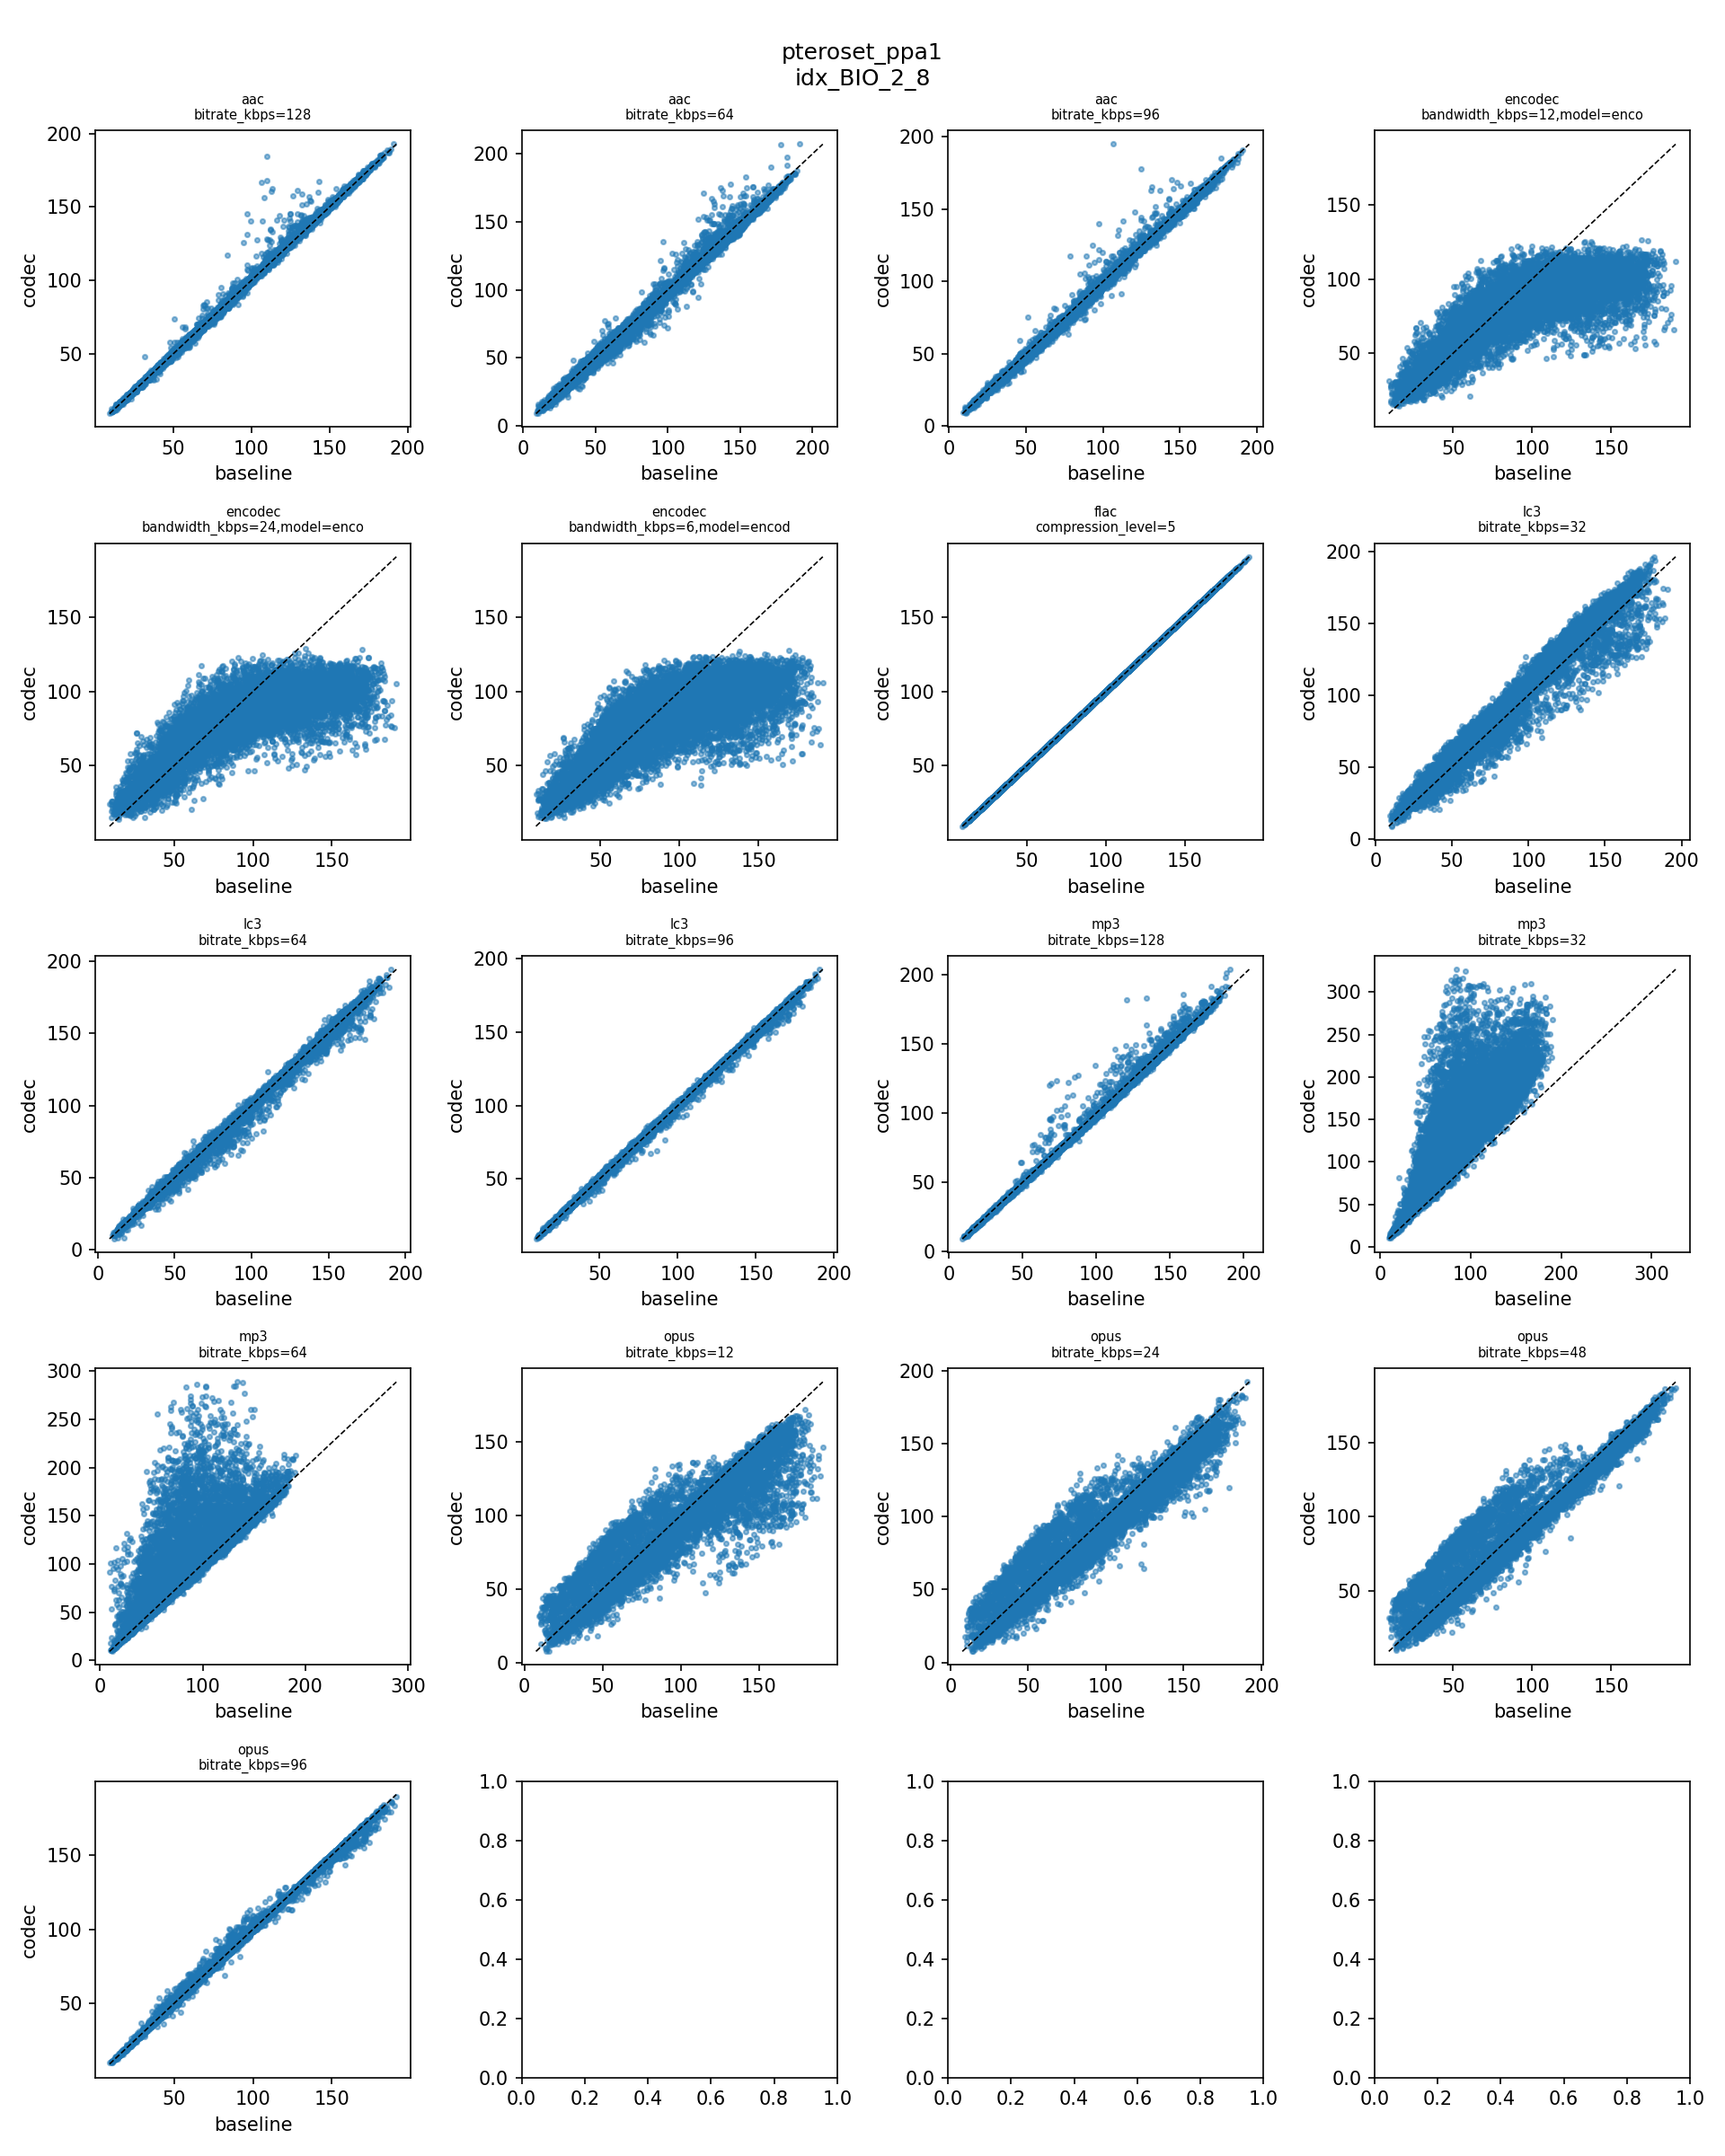 pteroset_ppa1
idx_BIO_2_8
aac
bitrate_kbps=128
200
150
100
50
codec
50 100 150 200
baseline
aac
bitrate_kbps=64
200
150
100
50
0
codec
0 50 100 150 200
baseline
aac
bitrate_kbps=96
200
150
100
50
0
codec
0 50 100 150 200
baseline
encodec
bandwidth_kbps=12,model=enco
150
100
50
codec
50 100 150
baseline
encodec
bandwidth_kbps=24,model=enco
150
100
50
codec
50 100 150
baseline
encodec
bandwidth_kbps=6,model=encod
150
100
50
codec
50 100 150
baseline
flac
compression_level=5
150
100
50
codec
50 100 150
baseline
lc3
bitrate_kbps=32
200
150
100
50
0
codec
0 50 100 150 200
baseline
lc3
bitrate_kbps=64
200
150
100
50
0
codec
0 50 100 150 200
baseline
lc3
bitrate_kbps=96
200
150
100
50
codec
50 100 150 200
baseline
mp3
bitrate_kbps=128
200
150
100
50
0
codec
0 50 100 150 200
baseline
mp3
bitrate_kbps=32
300
250
200
150
100
50
0
codec
0 100 200 300
baseline
mp3
bitrate_kbps=64
300
250
200
150
100
50
0
codec
0 100 200 300
baseline
opus
bitrate_kbps=12
150
100
50
0
codec
0 50 100 150
baseline
opus
bitrate_kbps=24
200
150
100
50
0
codec
0 50 100 150 200
baseline
opus
bitrate_kbps=48
150
100
50
codec
50 100 150
baseline
opus
bitrate_kbps=96
150
100
50
codec
50 100 150
baseline
1.0
0.8
0.6
0.4
0.2
0.0
0.0 0.2 0.4 0.6 0.8 1.0
1.0
0.8
0.6
0.4
0.2
0.0
0.0 0.2 0.4 0.6 0.8 1.0
1.0
0.8
0.6
0.4
0.2
0.0
0.0 0.2 0.4 0.6 0.8 1.0